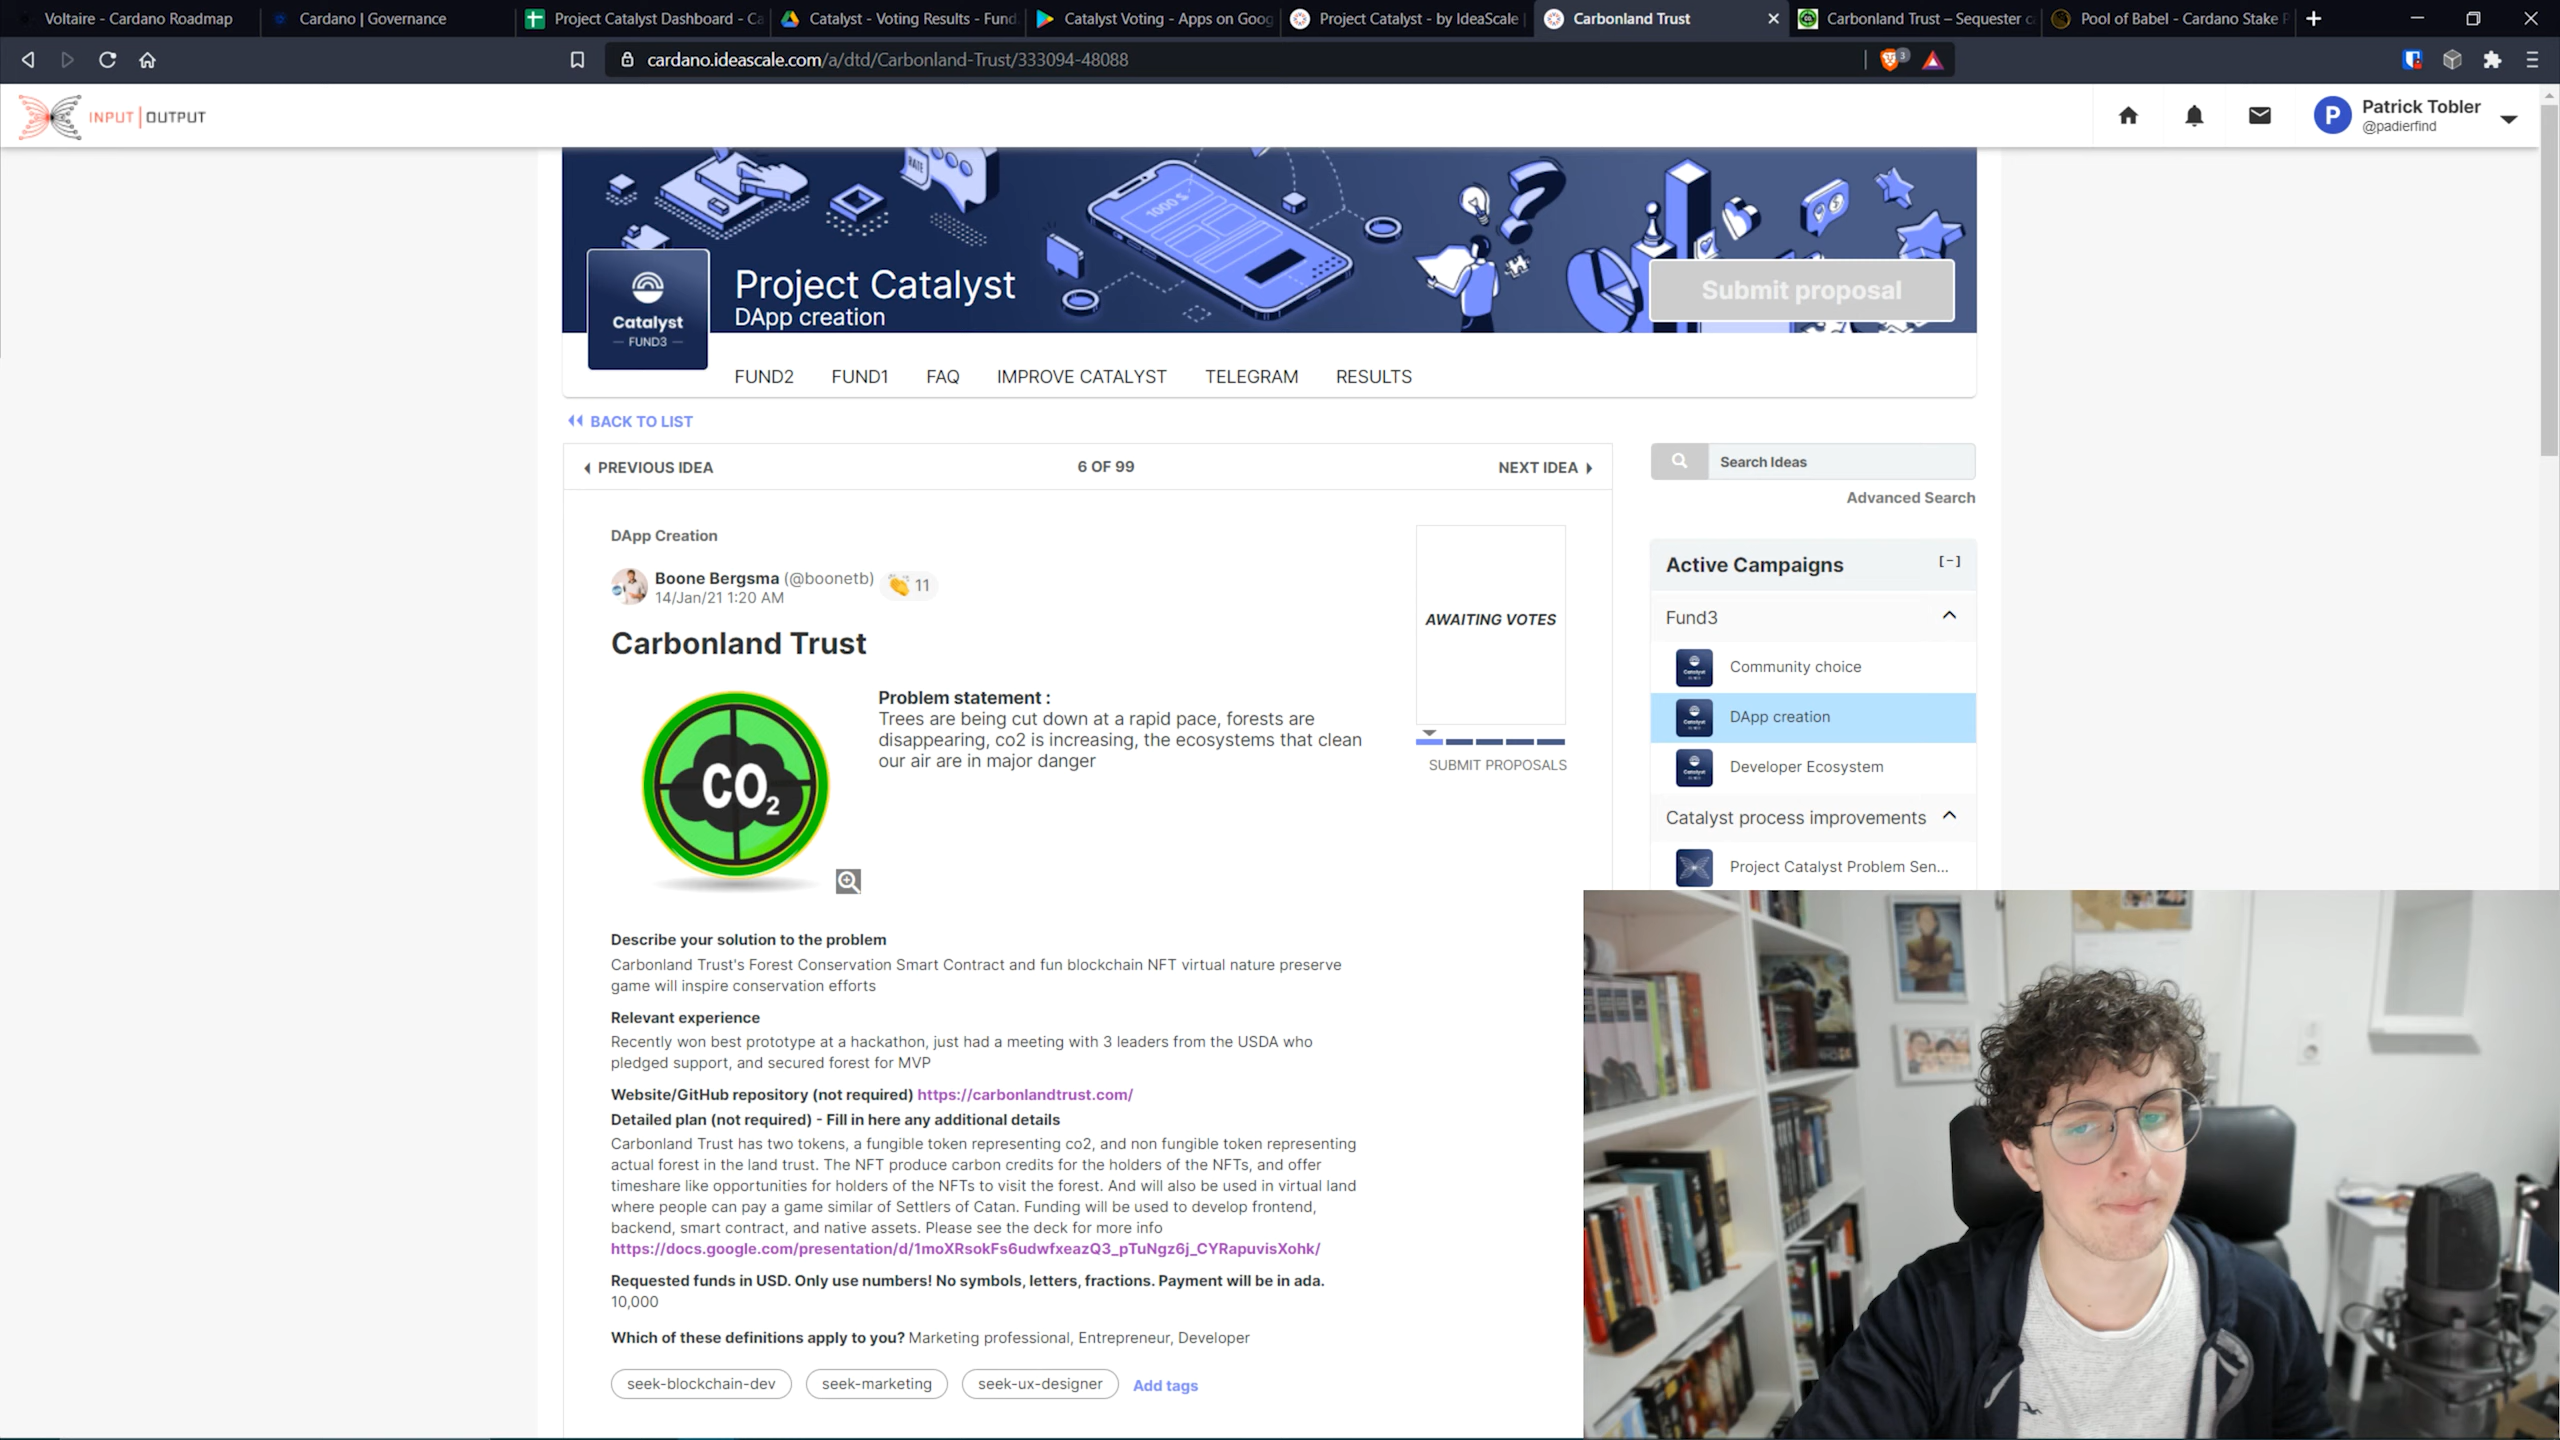 Voltaire - Cardano Roadmap
Cardano | Governance
Project Catalyst Dashboard - Ca
Catalyst - Voting Results - Fund
Catalyst Voting - Apps on Goog
Project Catalyst - by IdeaScale
Carbonland Trust
Carbonland Trust – Sequester c
Pool of Babel - Cardano Stake P
cardano.ideascale.com/a/dtd/Carbonland-Trust/333094-48088
3
INPUT | OUTPUT
P
Patrick Tobler
@padierfind
RATE
1000 $
Project Catalyst
DApp creation
Submit proposal
Catalyst
FUND3
FUND2
FUND1
FAQ
IMPROVE CATALYST
TELEGRAM
RESULTS
BACK TO LIST
PREVIOUS IDEA
6 OF 99
NEXT IDEA
Search Ideas
Advanced Search
DApp Creation
Boone Bergsma (@boonetb)
11
14/Jan/21 1:20 AM
AWAITING VOTES
SUBMIT PROPOSALS
Carbonland Trust
CO2
Problem statement :
Trees are being cut down at a rapid pace, forests are
disappearing, co2 is increasing, the ecosystems that clean
our air are in major danger
Active Campaigns
[-]
Fund3
Community choice
DApp creation
Developer Ecosystem
Catalyst process improvements
Project Catalyst Problem Sen...
Describe your solution to the problem
Carbonland Trust's Forest Conservation Smart Contract and fun blockchain NFT virtual nature preserve
game will inspire conservation efforts
Relevant experience
Recently won best prototype at a hackathon, just had a meeting with 3 leaders from the USDA who
pledged support, and secured forest for MVP
Website/GitHub repository (not required) https://carbonlandtrust.com/
Detailed plan (not required) - Fill in here any additional details
Carbonland Trust has two tokens, a fungible token representing co2, and non fungible token representing
actual forest in the land trust. The NFT produce carbon credits for the holders of the NFTs, and offer
timeshare like opportunities for holders of the NFTs to visit the forest. And will also be used in virtual land
where people can pay a game similar of Settlers of Catan. Funding will be used to develop frontend,
backend, smart contract, and native assets. Please see the deck for more info
https://docs.google.com/presentation/d/1moXRsokFs6udwfxeazQ3_pTuNgz6j_CYRapuvisXohk/
Requested funds in USD. Only use numbers! No symbols, letters, fractions. Payment will be in ada.
10,000
Which of these definitions apply to you? Marketing professional, Entrepreneur, Developer
seek-blockchain-dev
seek-marketing
seek-ux-designer
Add tags